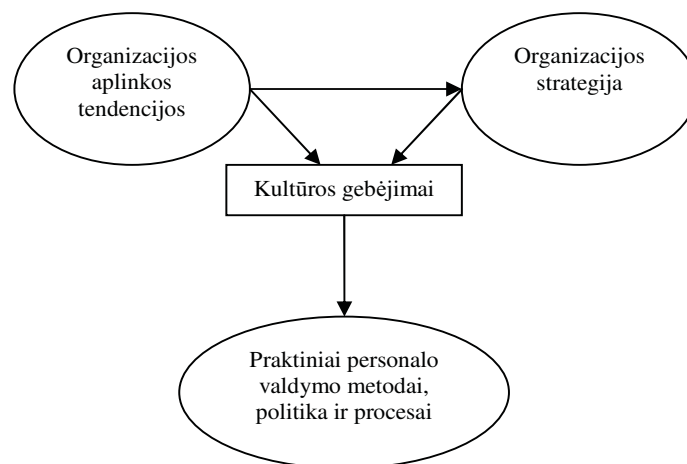 Organizacijos
aplinkos
tendencijos
Organizacijos
strategija
Kultūros gebėjimai
Praktiniai personalo
valdymo metodai,
politika ir procesai